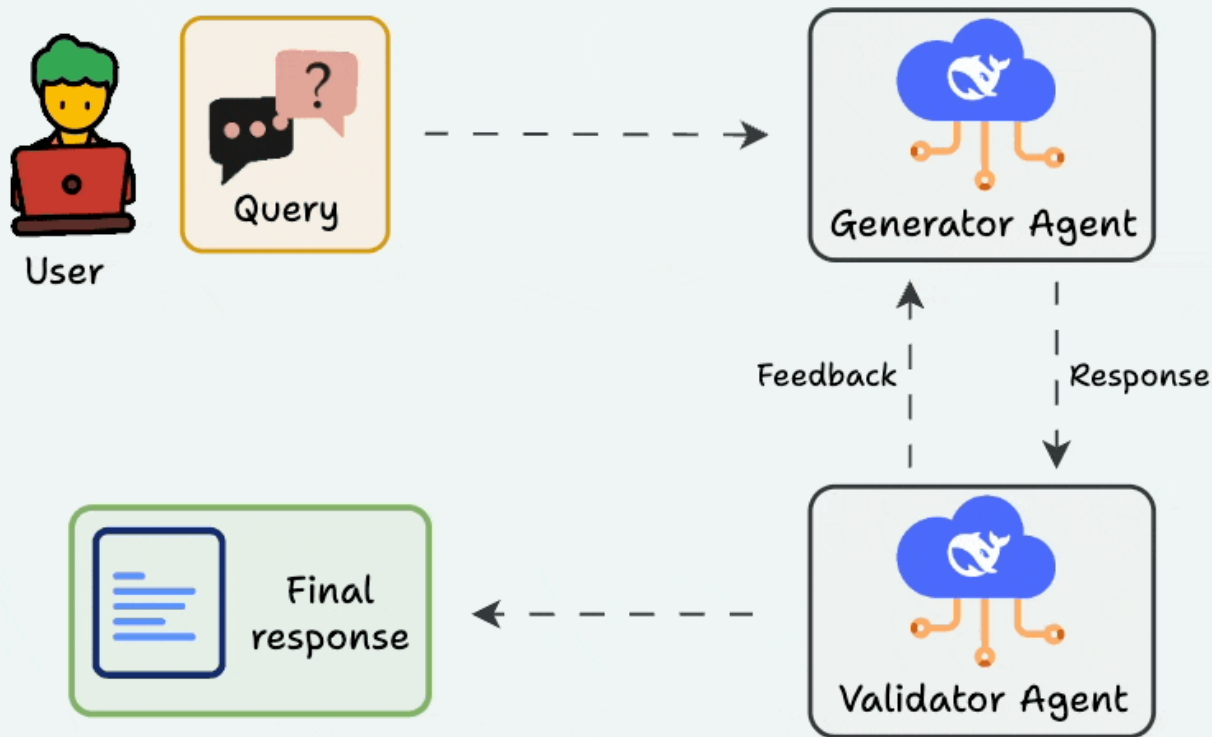 ?
Query
User
Generator Agent
Feedback
Response
Final
response
Validator Agent